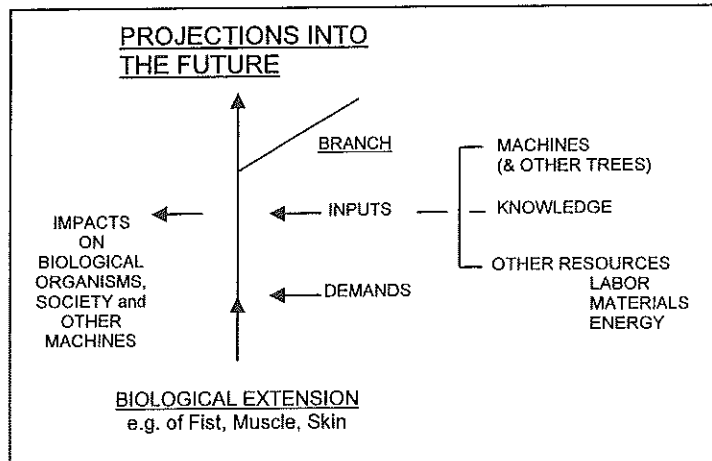 PROJECTIONS INTO
THE FUTURE
BRANCH
MACHINES
(& OTHER TREES)
IMPACTS
ON
BIOLOGICAL
ORGANISMS,
SOCIETY and
OTHER
MACHINES
INPUTS
KNOWLEDGE
DEMANDS
OTHER RESOURCES
LABOR
MATERIALS
ENERGY
BIOLOGICAL EXTENSION
e.g. of Fist, Muscle, Skin